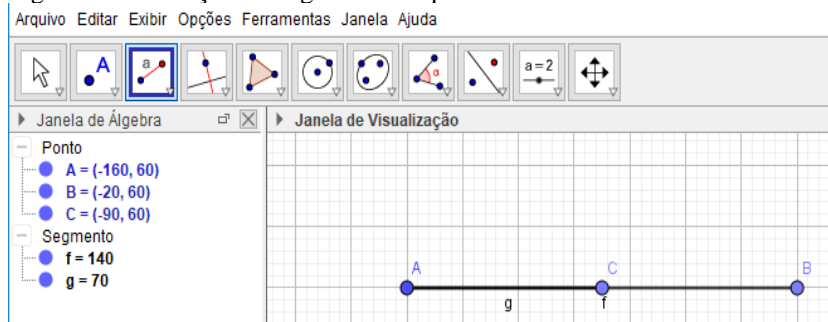 Arquivo Editar Exibir Opções Ferramentas Janela Ajuda
A a α a = 2
Janela de Álgebra
Janela de Visualização
Ponto
A = (-160, 60)
B = (-20, 60)
C = (-90, 60)
Segmento
f = 140
g = 70
A C B
g f